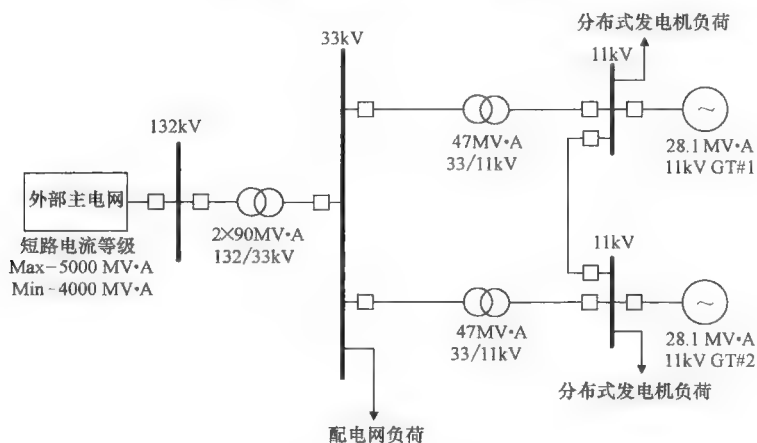 分布式发电机负荷
33kV
11kV
132kV
外部主电网
47MV•A
33/11kV
28.1 MV•A
11kV GT#1
短路电流等级
Max-5000 MV•A
Min-4000 MV•A
2×90MV•A
132/33kV
11kV
47MV•A
33/11kV
28.1 MV•A
11kV GT#2
分布式发电机负荷
配电网负荷